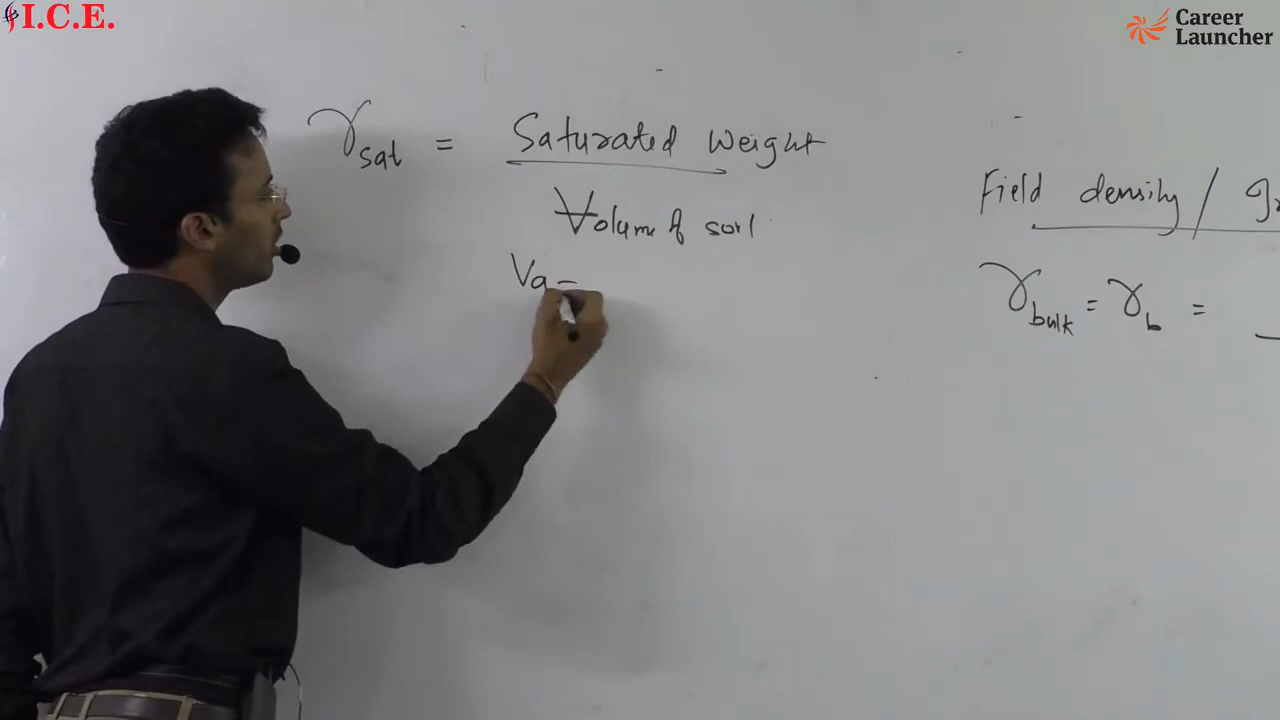 I.C.E.
Career
Launcher
γsat = Saturated Weight
Volume of soil
Va =
Field density /
γbulk = γb =